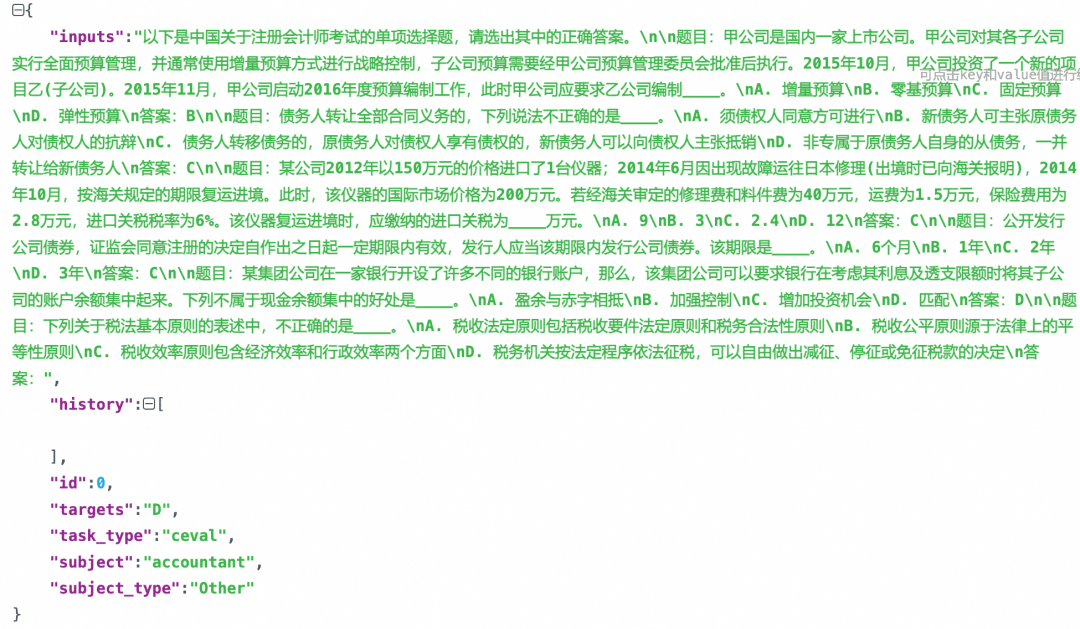 {
"inputs":"以下是中国关于注册会计师考试的单项选择题，请选出其中的正确答案。\n\n题目：甲公司是国内一家上市公司。甲公司对其各子公司
实行全面预算管理，并通常使用增量预算方式进行战略控制，子公司预算需要经甲公司预算管理委员会批准后执行。2015年10月，甲公司投资了一个新的项
可点击key和value值进行
目乙(子公司)。2015年11月，甲公司启动2016年度预算编制工作，此时甲公司应要求乙公司编制____。\nA. 增量预算\nB. 零基预算\nC. 固定预算
\nD. 弹性预算\n答案：B\n\n题目：债务人转让全部合同义务的，下列说法不正确的是____。\nA. 须债权人同意方可进行\nB. 新债务人可主张原债务
人对债权人的抗辩\nC. 债务人转移债务的，原债务人对债权人享有债权的，新债务人可以向债权人主张抵销\nD. 非专属于原债务人自身的从债务，一并
转让给新债务人\n答案：C\n\n题目：某公司2012年以150万元的价格进口了1台仪器；2014年6月因出现故障运往日本修理(出境时已向海关报明)，2014
年10月，按海关规定的期限复运进境。此时，该仪器的国际市场价格为200万元。若经海关审定的修理费和料件费为40万元，运费为1.5万元，保险费用为
2.8万元，进口关税税率为6%。该仪器复运进境时，应缴纳的进口关税为____万元。\nA. 9\nB. 3\nC. 2.4\nD. 12\n答案：C\n\n题目：公开发行
公司债券，证监会同意注册的决定自作出之日起一定期限内有效，发行人应当该期限内发行公司债券。该期限是____。\nA. 6个月\nB. 1年\nC. 2年
\nD. 3年\n答案：C\n\n题目：某集团公司在一家银行开设了许多不同的银行账户，那么，该集团公司可以要求银行在考虑其利息及透支限额时将其子公
司的账户余额集中起来。下列不属于现金余额集中的好处是____。\nA. 盈余与赤字相抵\nB. 加强控制\nC. 增加投资机会\nD. 匹配\n答案：D\n\n题
目：下列关于税法基本原则的表述中，不正确的是____。\nA. 税收法定原则包括税收要件法定原则和税务合法性原则\nB. 税收公平原则源于法律上的平
等性原则\nC. 税收效率原则包含经济效率和行政效率两个方面\nD. 税务机关按法定程序依法征税，可以自由做出减征、停征或免征税款的决定\n答
案：",
"history":[
],
"id":0,
"targets":"D",
"task_type":"ceval",
"subject":"accountant",
"subject_type":"Other"
}